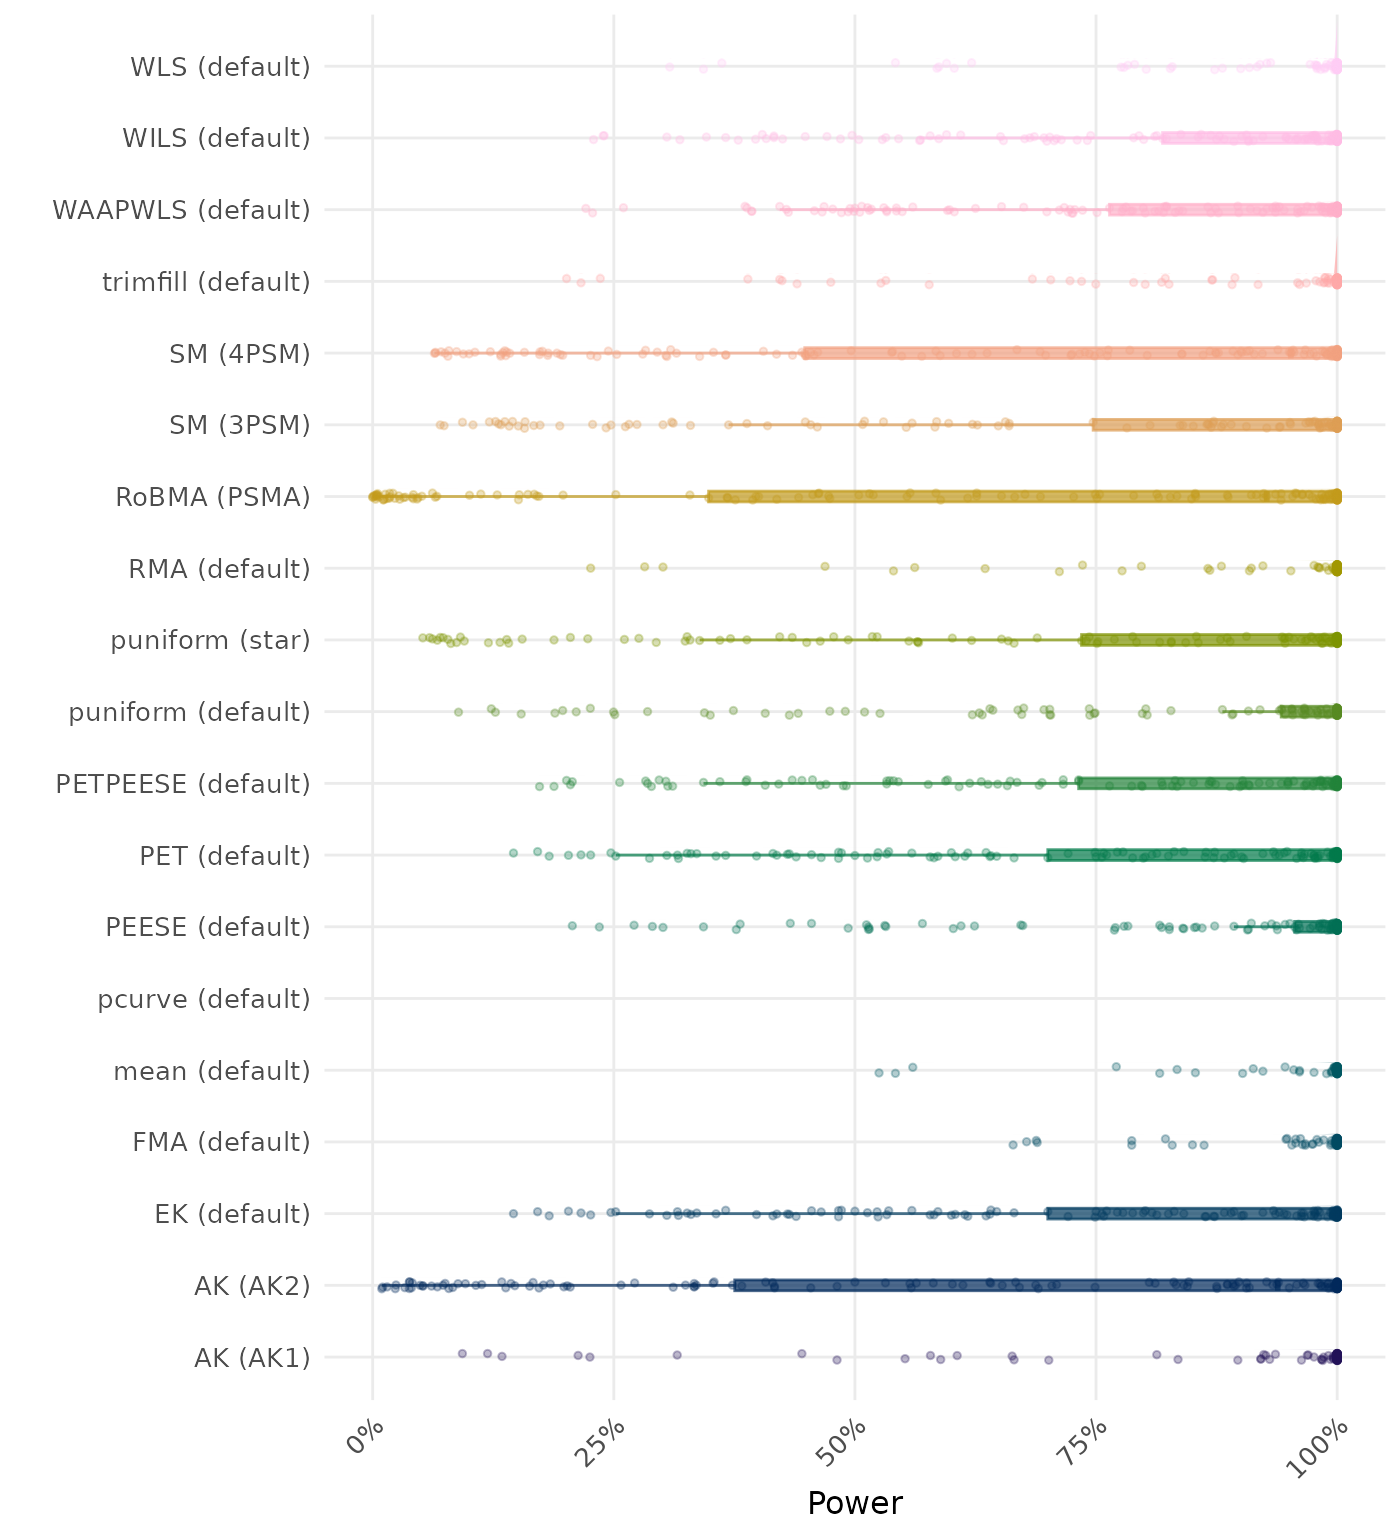 WLS (default)
WILS (default)
WAAPWLS (default)
trimfill (default)
SM (4PSM)
SM (3PSM)
RoBMA (PSMA)
RMA (default)
puniform (star)
puniform (default)
PETPEESE (default)
PET (default)
PEESE (default)
pcurve (default)
mean (default)
FMA (default)
EK (default)
AK (AK2)
AK (AK1)
0%
25%
50%
75%
100%
Power